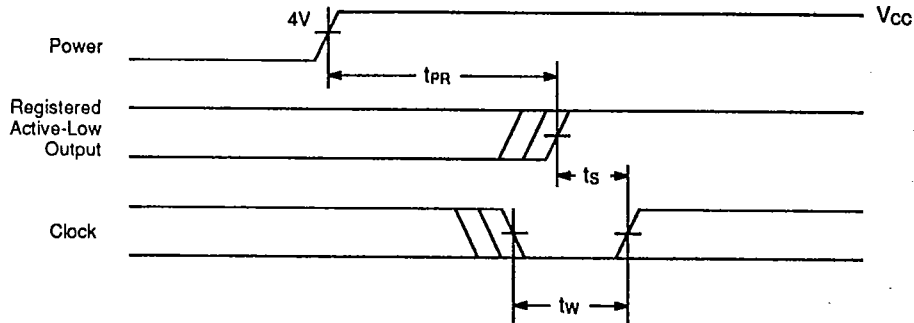 4V
VCC
Power
tPR
Registered
Active-Low
Output
tS
Clock
tW